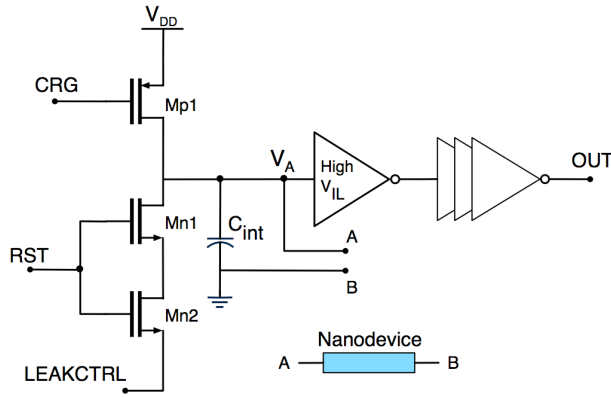 VDD
CRG
Mp1
VA
High
VIL
OUT
Mn1
Cint
A
RST
B
Mn2
Nanodevice
A
B
LEAKCTRL